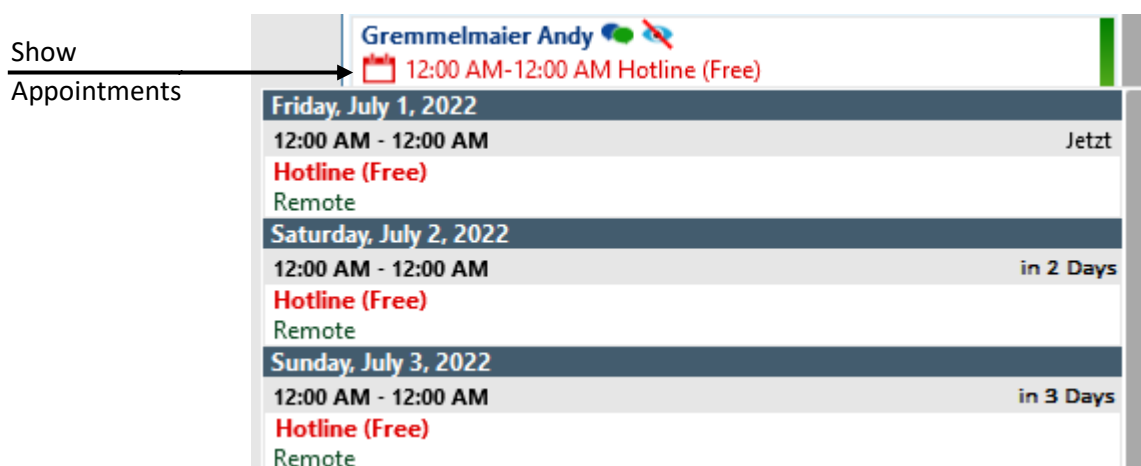 Show
Appointments
Gremmelmaier Andy
12:00 AM-12:00 AM Hotline (Free)
Friday, July 1, 2022
12:00 AM - 12:00 AM Jetzt
Hotline (Free)
Remote
Saturday, July 2, 2022
12:00 AM - 12:00 AM in 2 Days
Hotline (Free)
Remote
Sunday, July 3, 2022
12:00 AM - 12:00 AM in 3 Days
Hotline (Free)
Remote